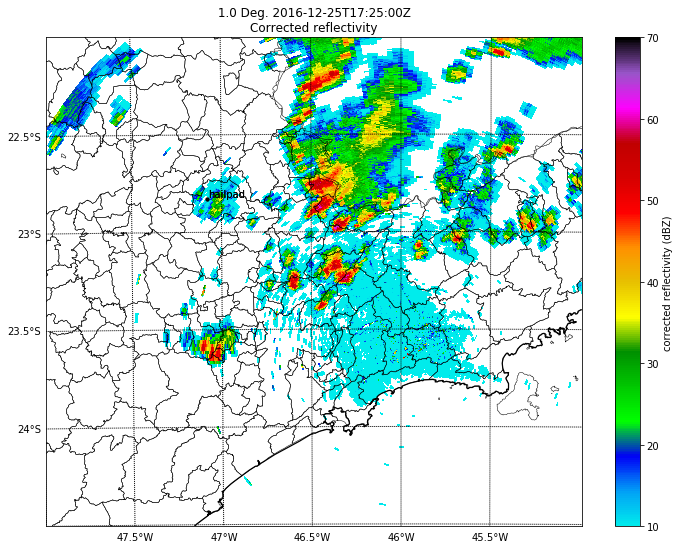 1.0 Deg. 2016-12-25T17:25:00Z
Corrected reflectivity
70
60
50
40
30
20
10
corrected reflectivity (dBZ)
22.5°S
23°S
23.5°S
24°S
hailpad
47.5°W
47°W
46.5°W
46°W
45.5°W